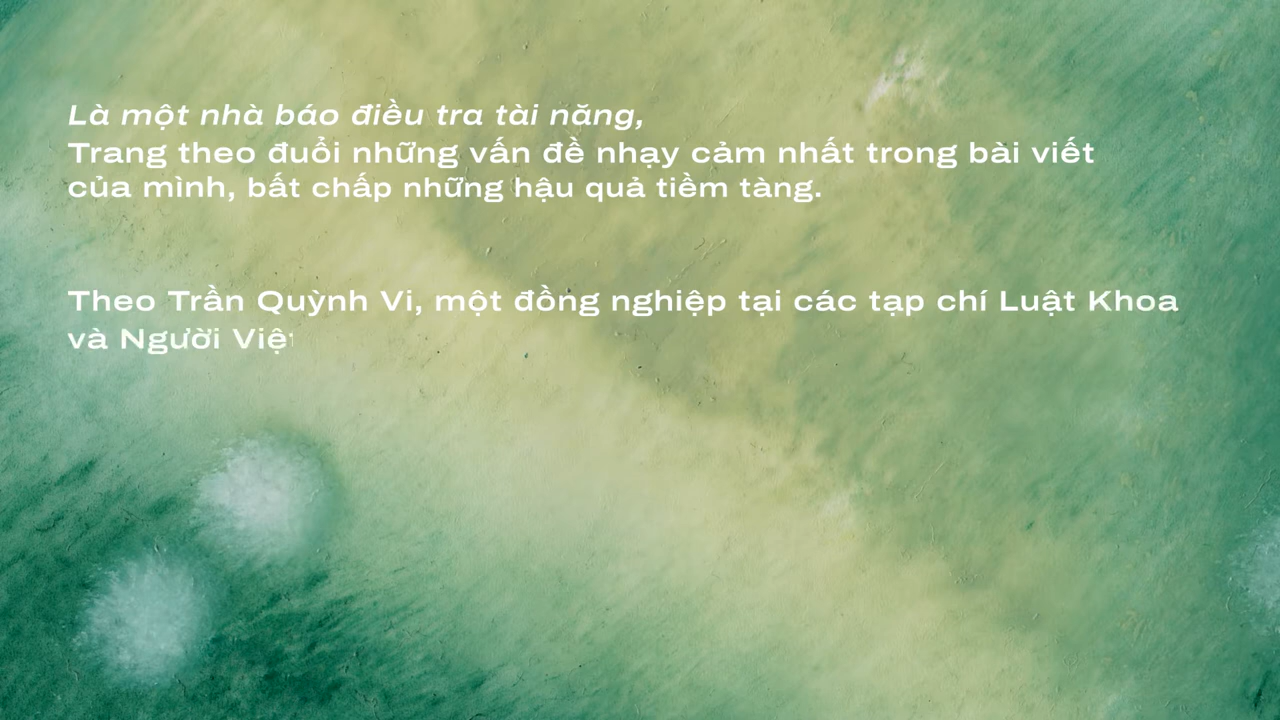 Là một nhà báo điều tra tài năng,
Trang theo đuổi những vấn đề nhạy cảm nhất trong bài viết
của mình, bất chấp những hậu quả tiềm tàng.
Theo Trần Quỳnh Vi, một đồng nghiệp tại các tạp chí Luật Khoa
và Người Việt